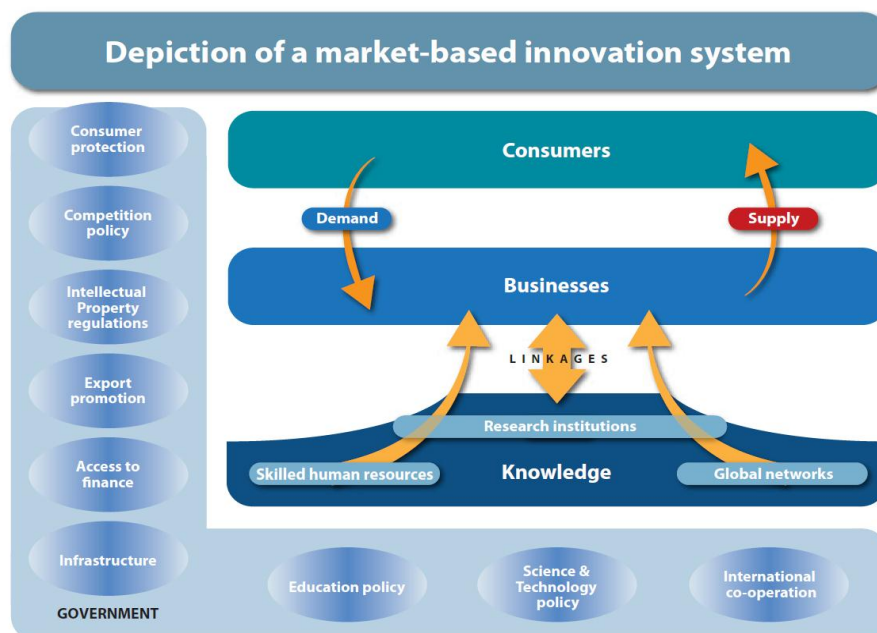 Depiction of a market-based innovation system
Consumer
protection
Competition
policy
Intellectual
Property
regulations
Export
promotion
Access to
finance
Infrastructure
GOVERNMENT
Consumers
Demand
Supply
Businesses
LINKAGES
Research institutions
Skilled human resources
Knowledge
Global networks
Education policy
Science &
Technology
policy
International
co-operation